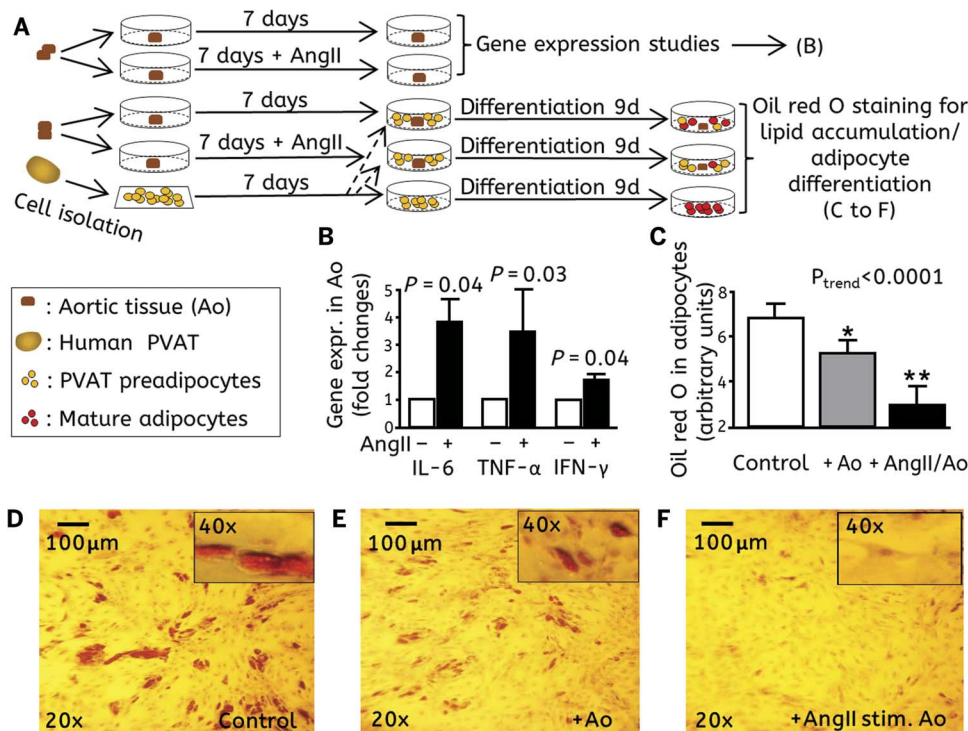 A
7 days
7 days + AngII
Gene expression studies
(B)
7 days
7 days + AngII
7 days
Cell isolation
Differentiation 9d
Differentiation 9d
Differentiation 9d
Oil red O staining for
lipid accumulation/
adipocyte
differentiation
(C to F)
: Aortic tissue (Ao)
: Human PVAT
: PVAT preadipocytes
: Mature adipocytes
B
Gene expr. in Ao
(fold changes)
5
4
3
2
1
0
P = 0.04
P = 0.03
P = 0.04
AngII – + – + – +
IL-6 TNF-α IFN-γ
C
Oil red O in adipocytes
(arbitrary units)
8
6
4
2
Ptrend<0.0001
*
**
Control + Ao + AngII/Ao
D
100 µm
40x
20x
Control
E
100 µm
40x
20x
+Ao
F
100 µm
40x
20x
+AngII stim. Ao